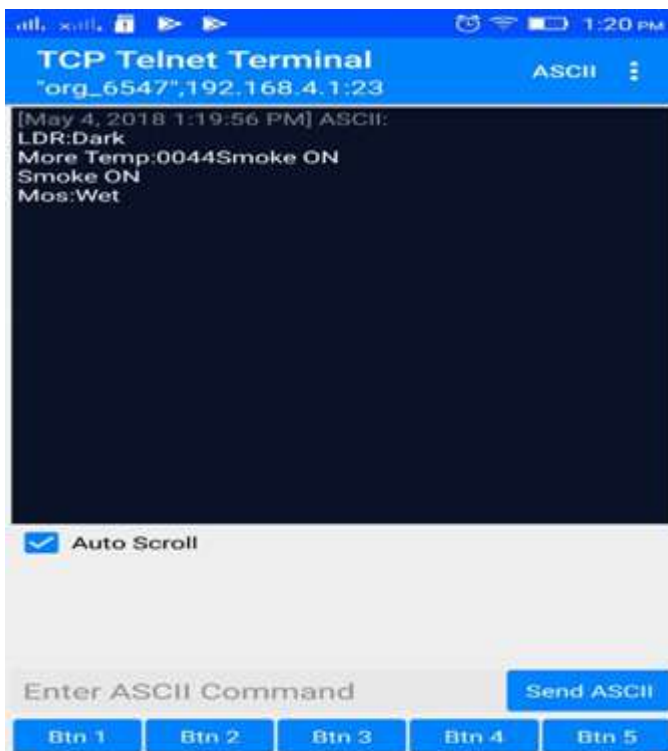 1:20 PM
TCP Telnet Terminal
"org_6547",192.168.4.1:23
ASCII
[May 4, 2018 1:19:56 PM] ASCII:
LDR:Dark
More Temp:0044Smoke ON
Smoke ON
Mos:Wet
Auto Scroll
Enter ASCII Command
Send ASCII
Btn 1 Btn 2 Btn 3 Btn 4 Btn 5